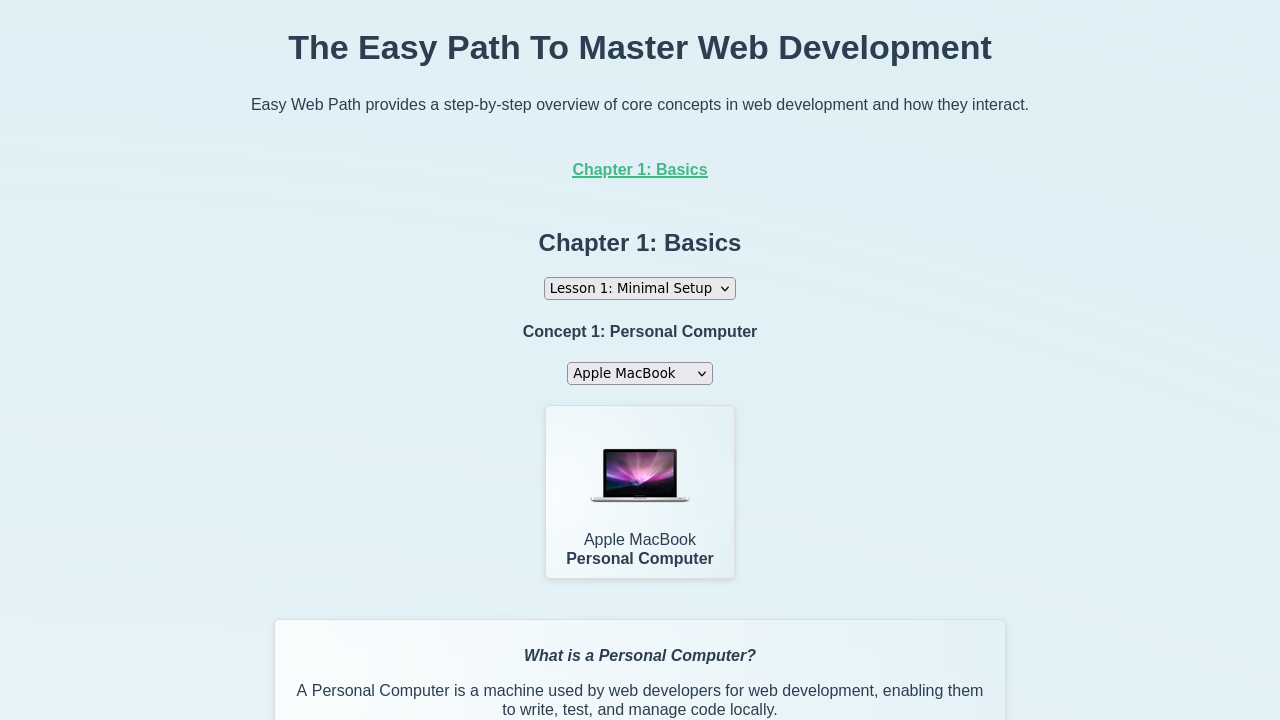 The Easy Path To Master Web Development
Easy Web Path provides a step-by-step overview of core concepts in web development and how they interact.
Chapter 1: Basics
Chapter 1: Basics
Lesson 1: Minimal Setup
Concept 1: Personal Computer
Apple MacBook
Apple MacBook
Personal Computer
What is a Personal Computer?
A Personal Computer is a machine used by web developers for web development, enabling them
to write, test, and manage code locally.